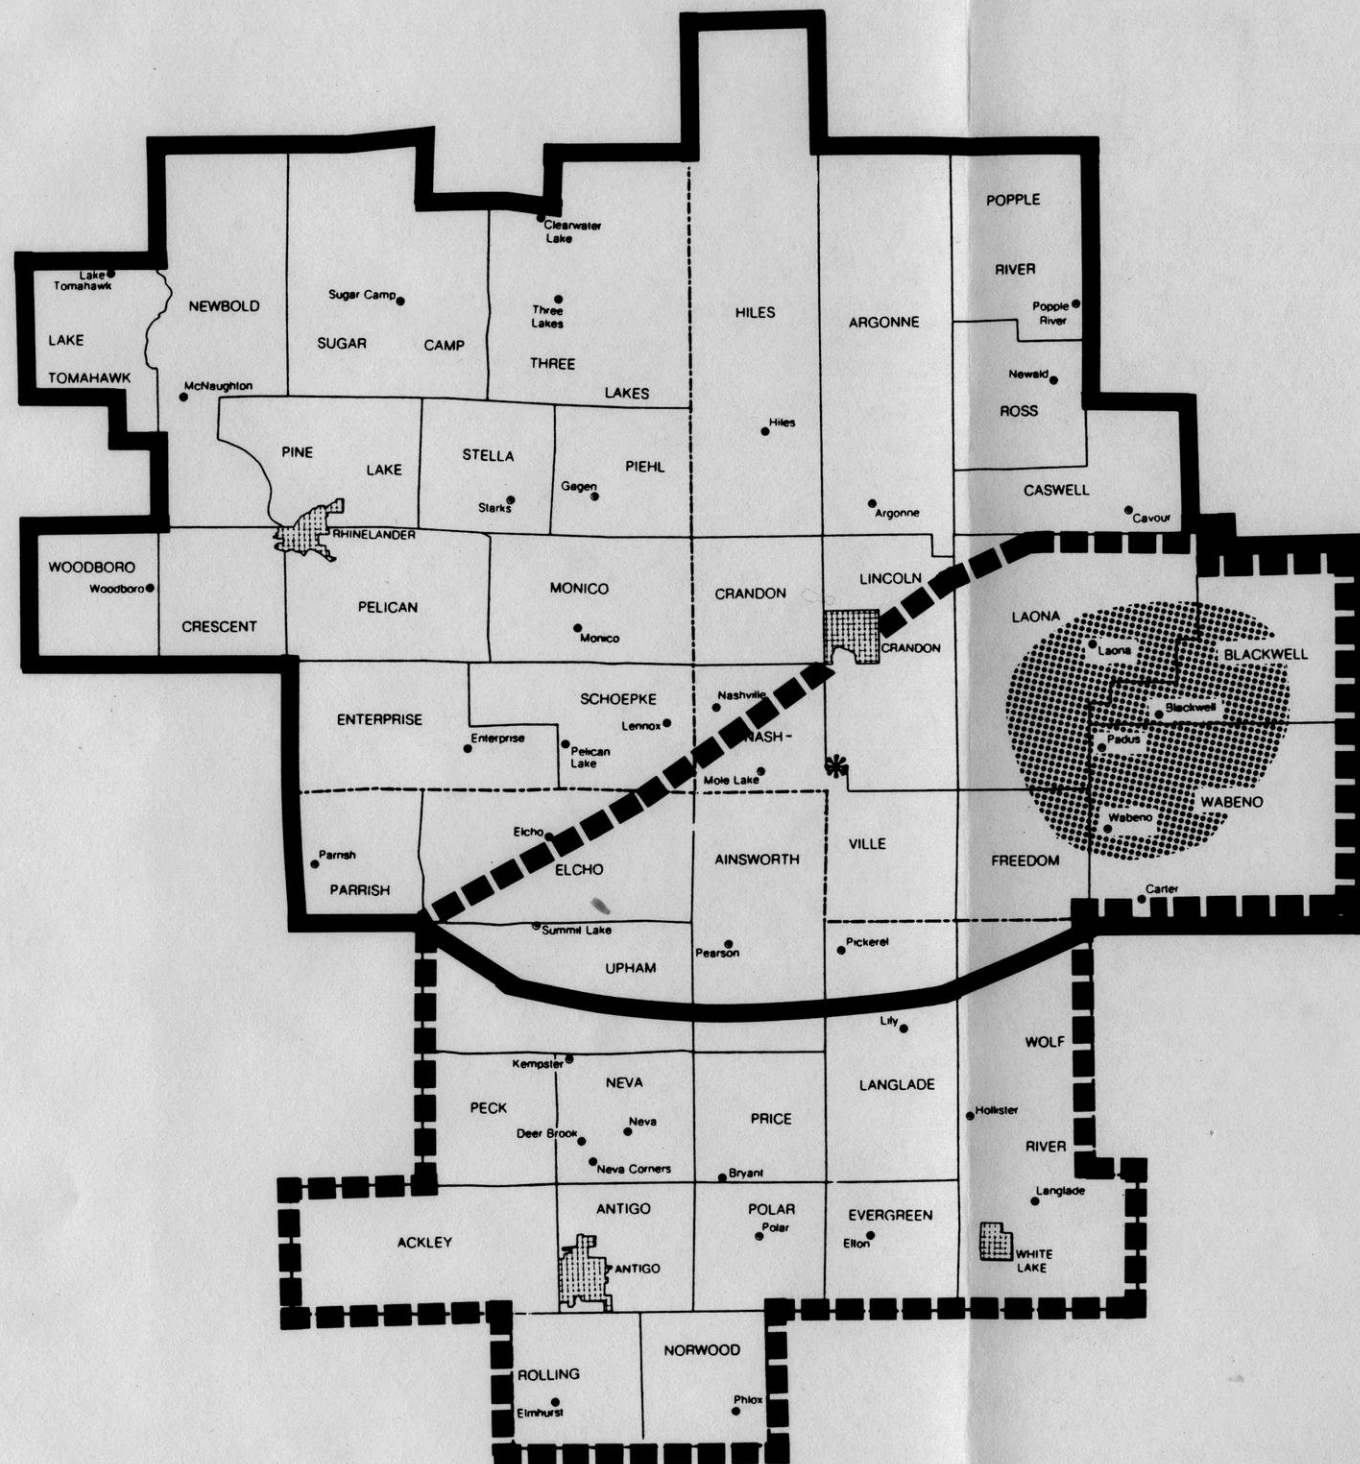 POPPLE
Clearwater
Lake
Lake
Tomahawk
RIVER
NEWBOLD
Sugar Camp
Three
Lakes
HILES
ARGONNE
Popple
River
LAKE
SUGAR
CAMP
THREE
TOMAHAWK
McNaughton
LAKES
Newald
ROSS
Hiles
PINE
LAKE
STELLA
PIEHL
Gagen
Starks
CASWELL
Argonne
Cavour
RHINELANDER
WOODBORO
Woodboro
MONICO
CRANDON
LINCOLN
PELICAN
LAONA
CRESCENT
Monico
CRANDON
Laona
BLACKWELL
SCHOEPKE
Nashville
Lennox
Blackwell
ENTERPRISE
Enterprise
Pelican
Lake
NASH-
Padus
Mole Lake
WABENO
Wabeno
Elcho
VILLE
Parrish
ELCHO
AINSWORTH
FREEDOM
PARRISH
Carter
Summit Lake
Pearson
Pickerel
UPHAM
Lily
WOLF
Kempster
NEVA
LANGLADE
PECK
PRICE
Hollister
Deer Brook
Neva
RIVER
Neva Corners
Bryant
Langlade
ANTIGO
POLAR
EVERGREEN
Polar
ACKLEY
Elton
WHITE
LAKE
ANTIGO
NORWOOD
ROLLING
Elmhurst
Phlox